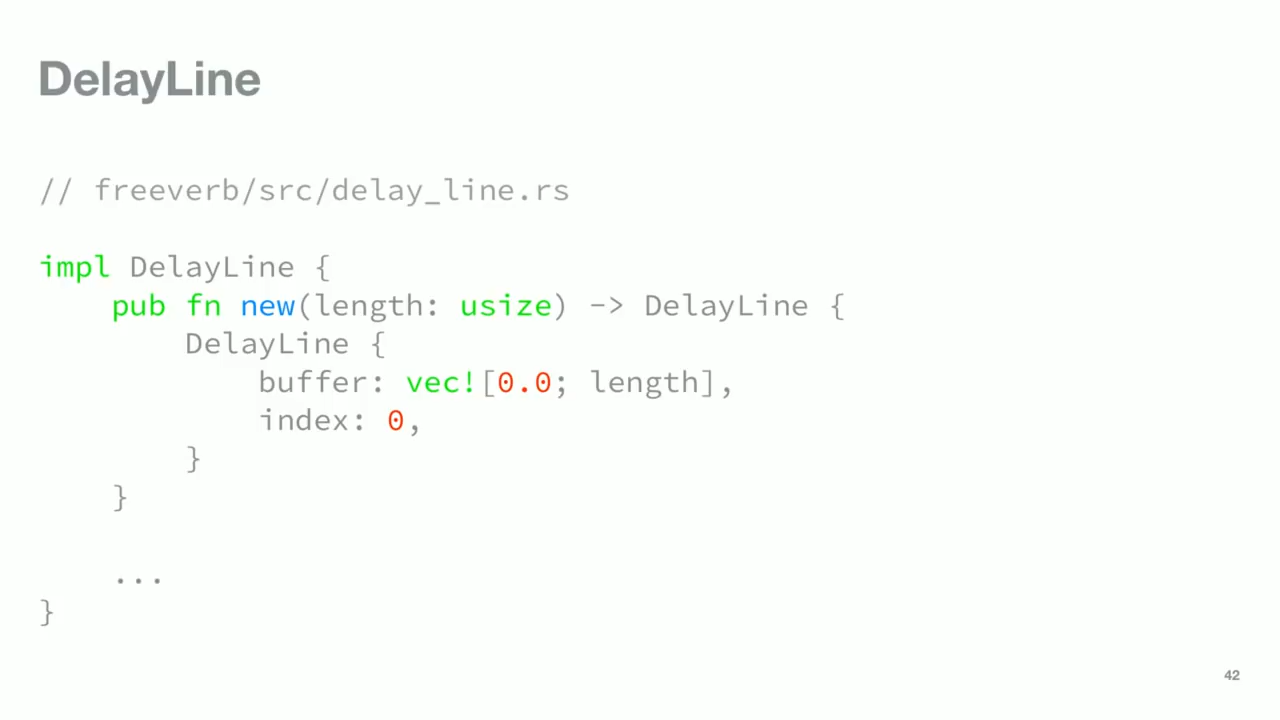 DelayLine
// freeverb/src/delay_line.rs
impl DelayLine {
    pub fn new(length: usize) -> DelayLine {
        DelayLine {
            buffer: vec![0.0; length],
            index: 0,
        }
    }
    ...
}
42